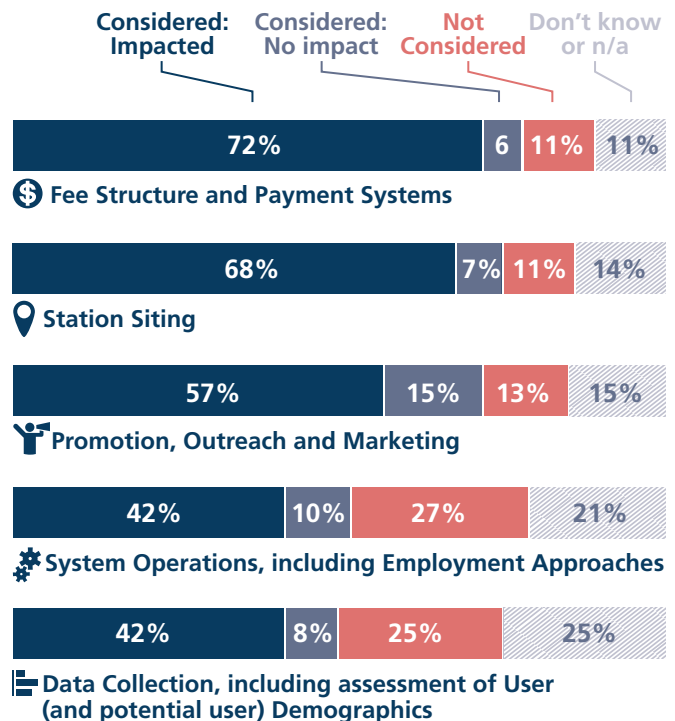 Considered: Considered: Not Don’t know
Impacted No impact Considered or n/a
72% 6 11% 11%
$ Fee Structure and Payment Systems
68% 7% 11% 14%
Station Siting
57% 15% 13% 15%
Promotion, Outreach and Marketing
42% 10% 27% 21%
System Operations, including Employment Approaches
42% 8% 25% 25%
Data Collection, including assessment of User
(and potential user) Demographics